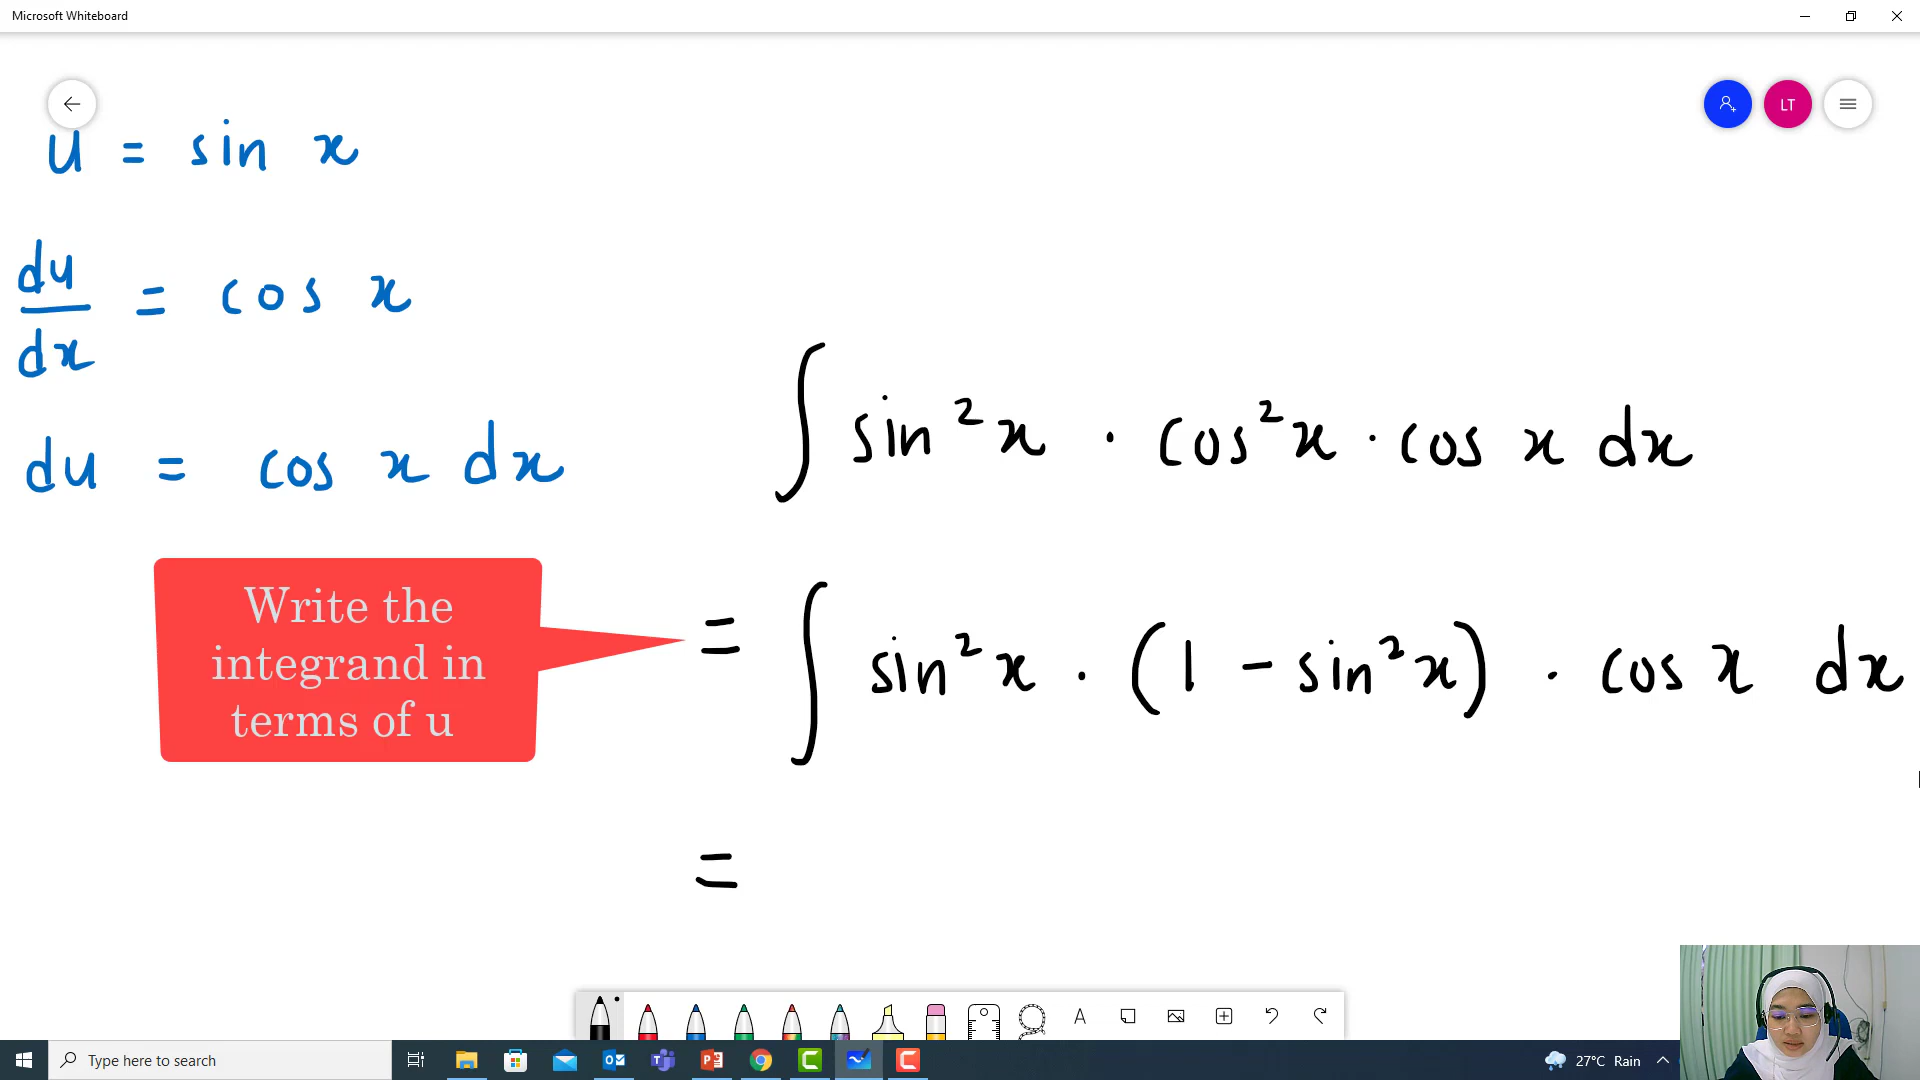 Microsoft Whiteboard
LT
u = sin x
du/dx = cos x
du = cos x dx
∫ sin²x · cos²x · cos x dx
Write the
integrand in
terms of u
= ∫ sin²x · (1 - sin²x) · cos x dx
=
A
Type here to search
27°C Rain